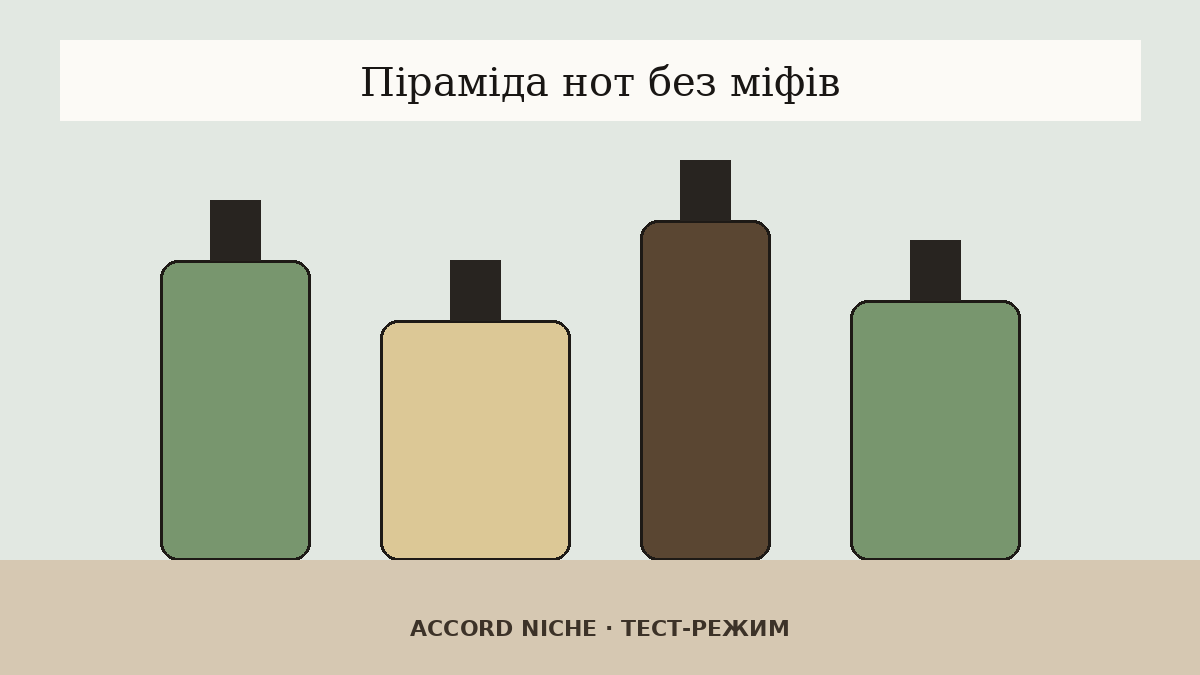 Піраміда нот без міфів
ACCORD NICHE · ТЕСТ-РЕЖИМ